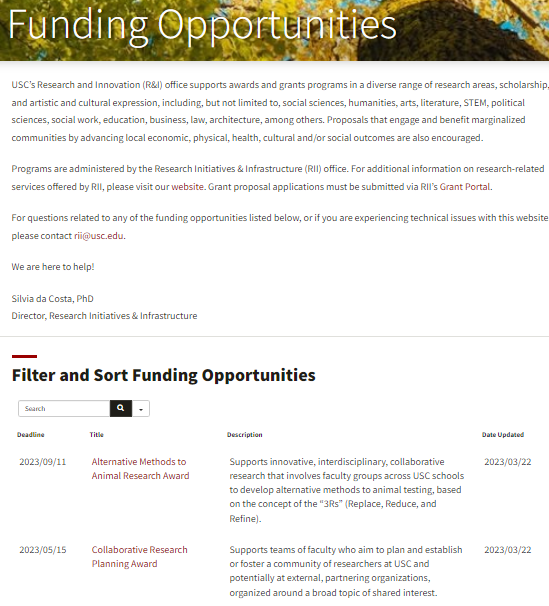 Funding Opportunities
USC's Research and Innovation (R&I) office supports awards and grants programs in a diverse range of research areas, scholarship,
and artistic and cultural expression, including, but not limited to, social sciences, humanities, arts, literature, STEM, political
sciences, social work, education, business, law, architecture, among others. Proposals that engage and benefit marginalized
communities by advancing local economic, physical, health, cultural and/or social outcomes are also encouraged.
Programs are administered by the Research Initiatives & Infrastructure (RII) office. For additional information on research-related
services offered by RII, please visit our website. Grant proposal applications must be submitted via RII's Grant Portal.
For questions related to any of the funding opportunities listed below, or if you are experiencing technical issues with this website
please contact rii@usc.edu.
We are here to help!
Silvia da Costa, PhD
Director, Research Initiatives & Infrastructure
Filter and Sort Funding Opportunities
Search
Deadline Title Description Date Updated
2023/09/11 Alternative Methods to Supports innovative, interdisciplinary, collaborative 2023/03/22
Animal Research Award research that involves faculty groups across USC schools
to develop alternative methods to animal testing, based
on the concept of the “3Rs” (Replace, Reduce, and
Refine).
2023/05/15 Collaborative Research Supports teams of faculty who aim to plan and establish 2023/03/22
Planning Award or foster a community of researchers at USC and
potentially at external, partnering organizations,
organized around a broad topic of shared interest.